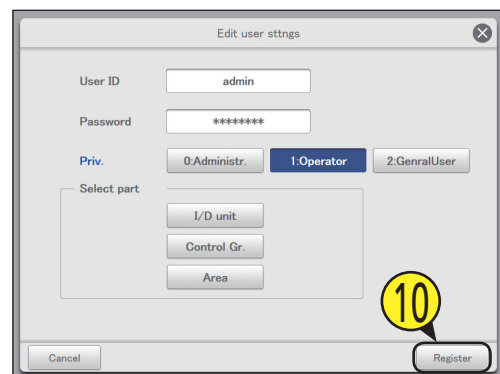 Edit user sttngs
User ID admin
Password ********
Priv. 0:Administr. 1:Operator 2:GenralUser
Select part
I/D unit
Control Gr.
Area
10
Cancel Register